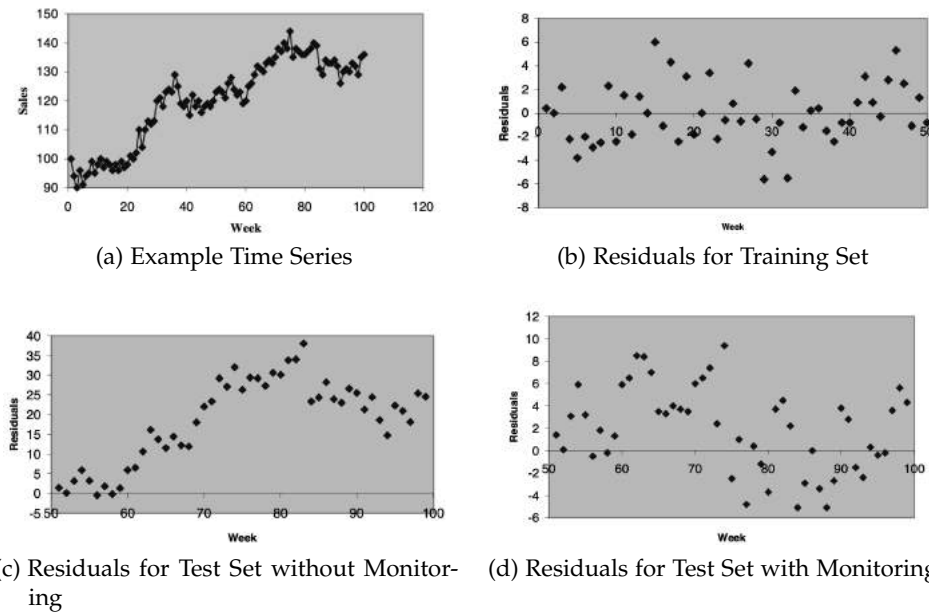 150
140
130
120
110
100
90
Sales
0 20 40 60 80 100 120
Week
(a) Example Time Series
8
6
4
2
0
-2
-4
-6
-8
Residuals
0 10 20 30 40 50
Week
(b) Residuals for Training Set
40
35
30
25
20
15
10
5
0
-5
Residuals
50 60 70 80 90 100
Week
(c) Residuals for Test Set without Monitor-
ing
12
10
8
6
4
2
0
-2
-4
-6
Residuals
50 60 70 80 90 100
Week
(d) Residuals for Test Set with Monitoring